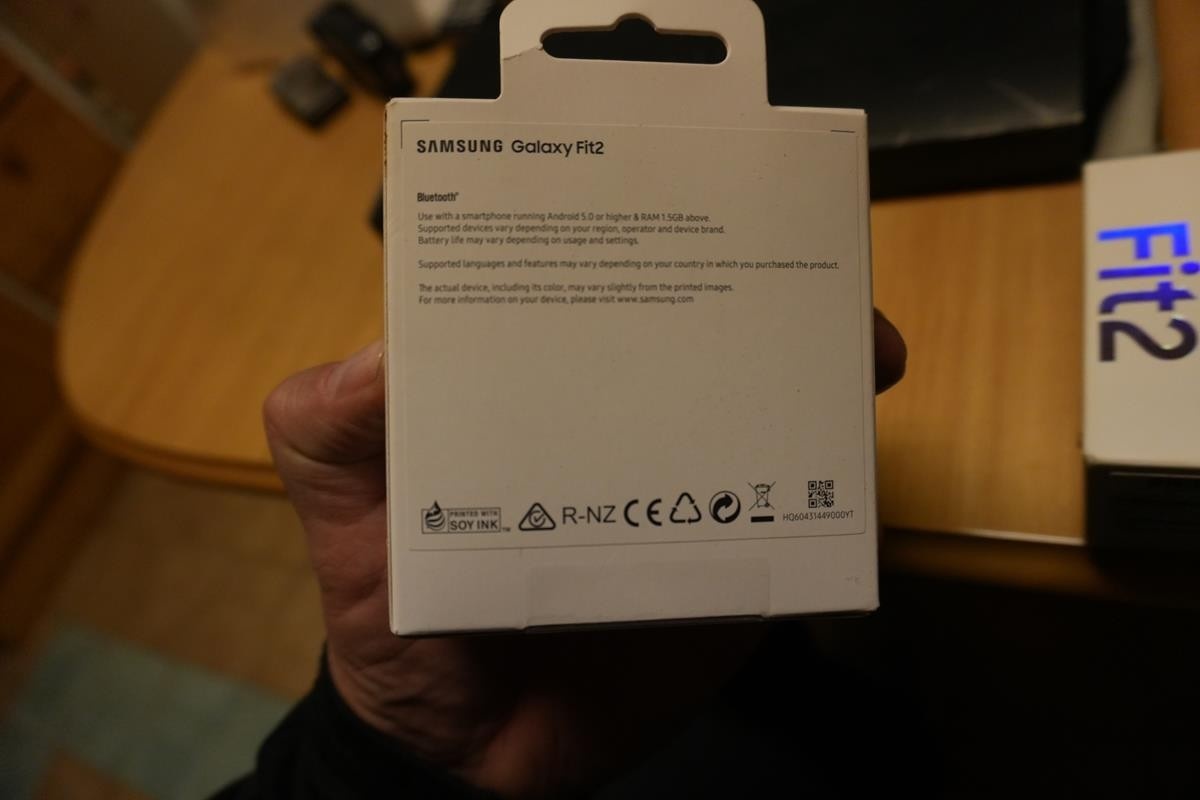 SAMSUNG Galaxy Fit2
Bluetooth®
Use with a smartphone running Android 5.0 or higher & RAM 1.5GB above.
Supported devices vary depending on your region, operator and device brand.
Battery life may vary depending on usage and settings.
Supported languages and features may vary depending on your country in which you purchased the product.
The actual device, including its color, may vary slightly from the printed images.
For more information on your device, please visit www.samsung.com
PRINTED WITH
SOY INK™
R-NZ CE
HQ60431449000YT
Fit2